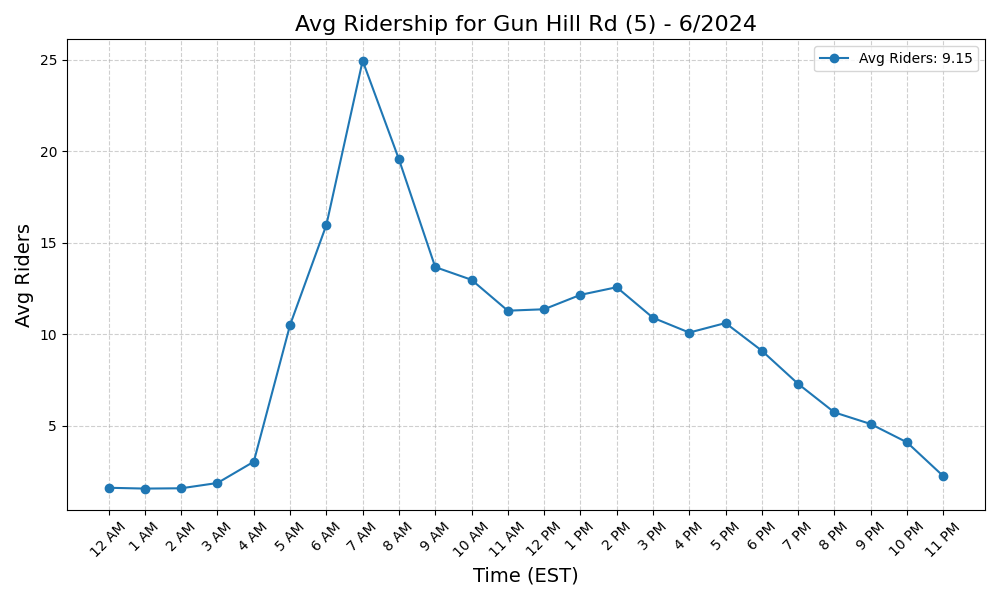 Avg Ridership for Gun Hill Rd (5) - 6/2024
Avg Riders: 9.15
Avg Riders
25
20
15
10
5
12 AM
1 AM
2 AM
3 AM
4 AM
5 AM
6 AM
7 AM
8 AM
9 AM
10 AM
11 AM
12 PM
1 PM
2 PM
3 PM
4 PM
5 PM
6 PM
7 PM
8 PM
9 PM
10 PM
11 PM
Time (EST)